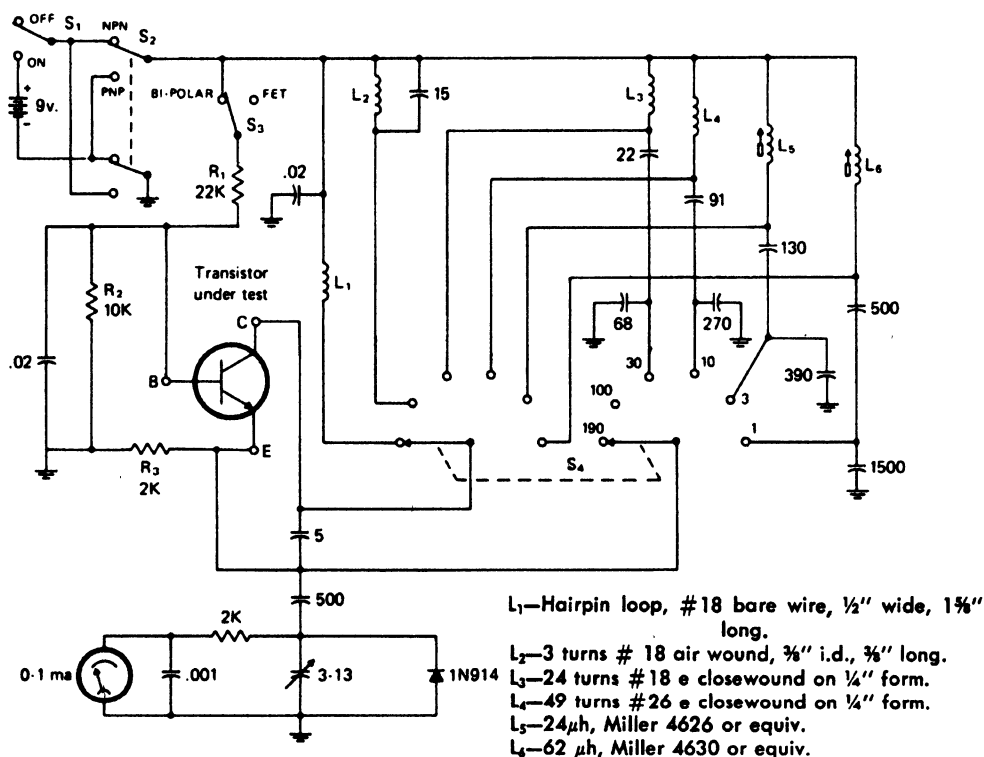 OFF S₁ NPN S₂
ON PNP BI-POLAR FET
+ 9v. -
S₃
L₂ 15 L₃ L₄ L₅ L₆
R₁ 22K .02 22 91 130
Transistor
under test
L₁
R₂ 10K
C
68 270 500
.02 B 30 10 390
100 3
190 1
E
R₃ 2K S₄ 1500
5
500
2K
0-1 ma .001 3-13 1N914
L₁—Hairpin loop, #18 bare wire, ½" wide, 1⅝"
long.
L₂—3 turns # 18 air wound, ⅜" i.d., ⅜" long.
L₃—24 turns #18 e closewound on ¼" form.
L₄—49 turns #26 e closewound on ¼" form.
L₅—24μh, Miller 4626 or equiv.
L₆—62 μh, Miller 4630 or equiv.